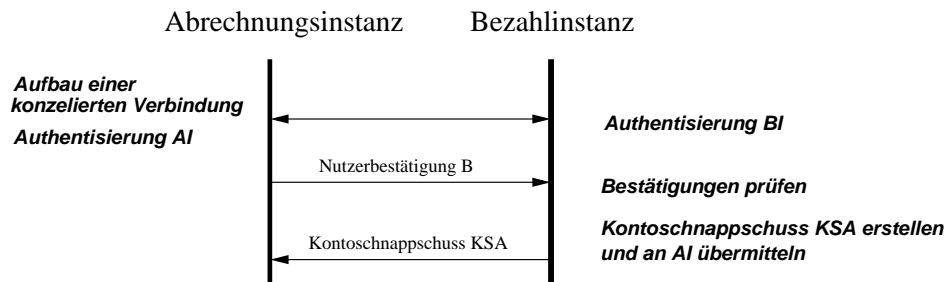 Abrechnungsinstanz
Bezahlinstanz
Aufbau einer
konzelierten Verbindung
Authentisierung AI
Authentisierung BI
Nutzerbestätigung B
Bestätigungen prüfen
Kontoschnappschuss KSA
Kontoschnappschuss KSA erstellen
und an AI übermitteln